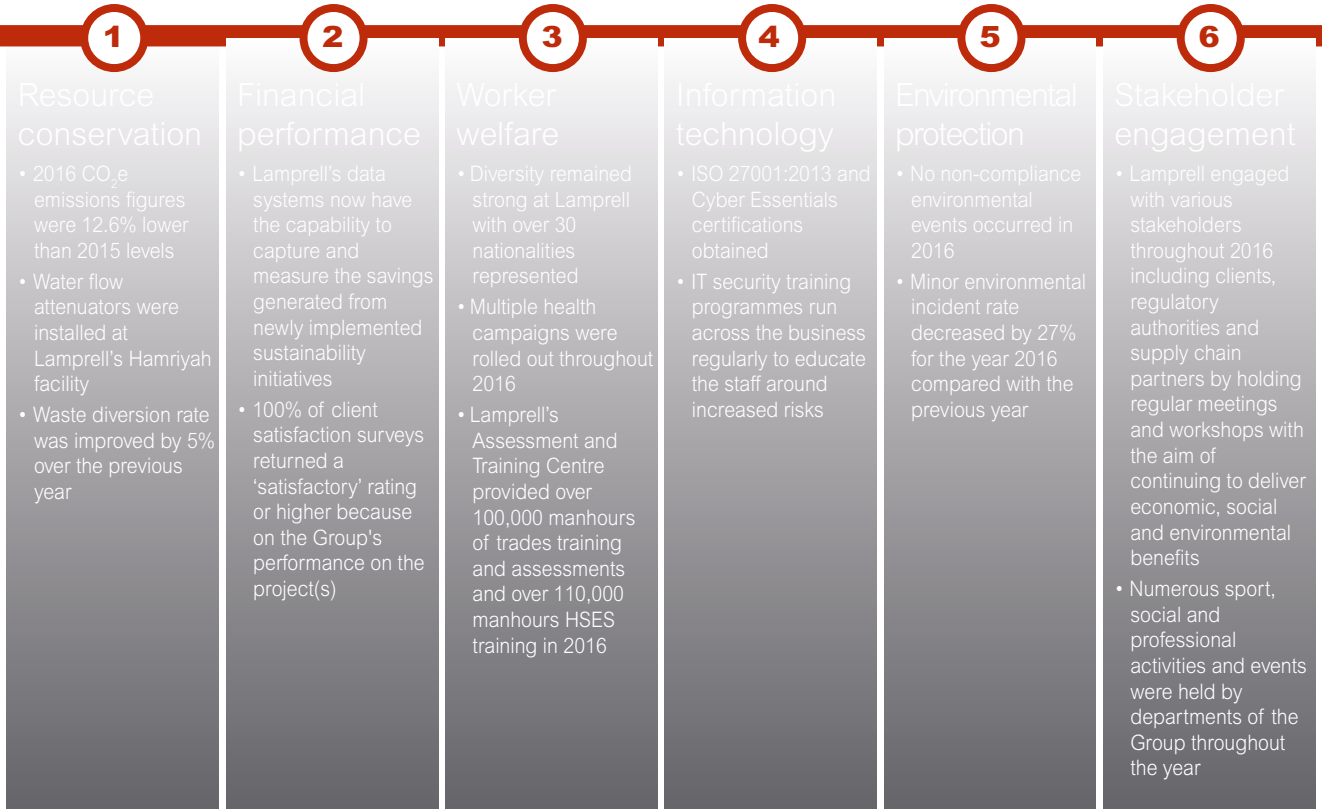 1
Resource
conservation
• 2016 CO2e
emissions figures
were 12.6% lower
than 2015 levels
• Water flow
attenuators were
installed at
Lamprell's Hamriyah
facility
• Waste diversion rate
was improved by 5%
over the previous
year
2
Financial
performance
• Lamprell's data
systems now have
the capability to
capture and
measure the savings
generated from
newly implemented
sustainability
initiatives
• 100% of client
satisfaction surveys
returned a
‘satisfactory’ rating
or higher because
on the Group's
performance on the
project(s)
3
Worker
welfare
• Diversity remained
strong at Lamprell
with over 30
nationalities
represented
• Multiple health
campaigns were
rolled out throughout
2016
• Lamprell's
Assessment and
Training Centre
provided over
100,000 manhours
of trades training
and assessments
and over 110,000
manhours HSES
training in 2016
4
Information
technology
• ISO 27001:2013 and
Cyber Essentials
certifications
obtained
• IT security training
programmes run
across the business
regularly to educate
the staff around
increased risks
5
Environmental
protection
• No non-compliance
environmental
events occurred in
2016
• Minor environmental
incident rate
decreased by 27%
for the year 2016
compared with the
previous year
6
Stakeholder
engagement
• Lamprell engaged
with various
stakeholders
throughout 2016
including clients,
regulatory
authorities and
supply chain
partners by holding
regular meetings
and workshops with
the aim of
continuing to deliver
economic, social
and environmental
benefits
• Numerous sport,
social and
professional
activities and events
were held by
departments of the
Group throughout
the year